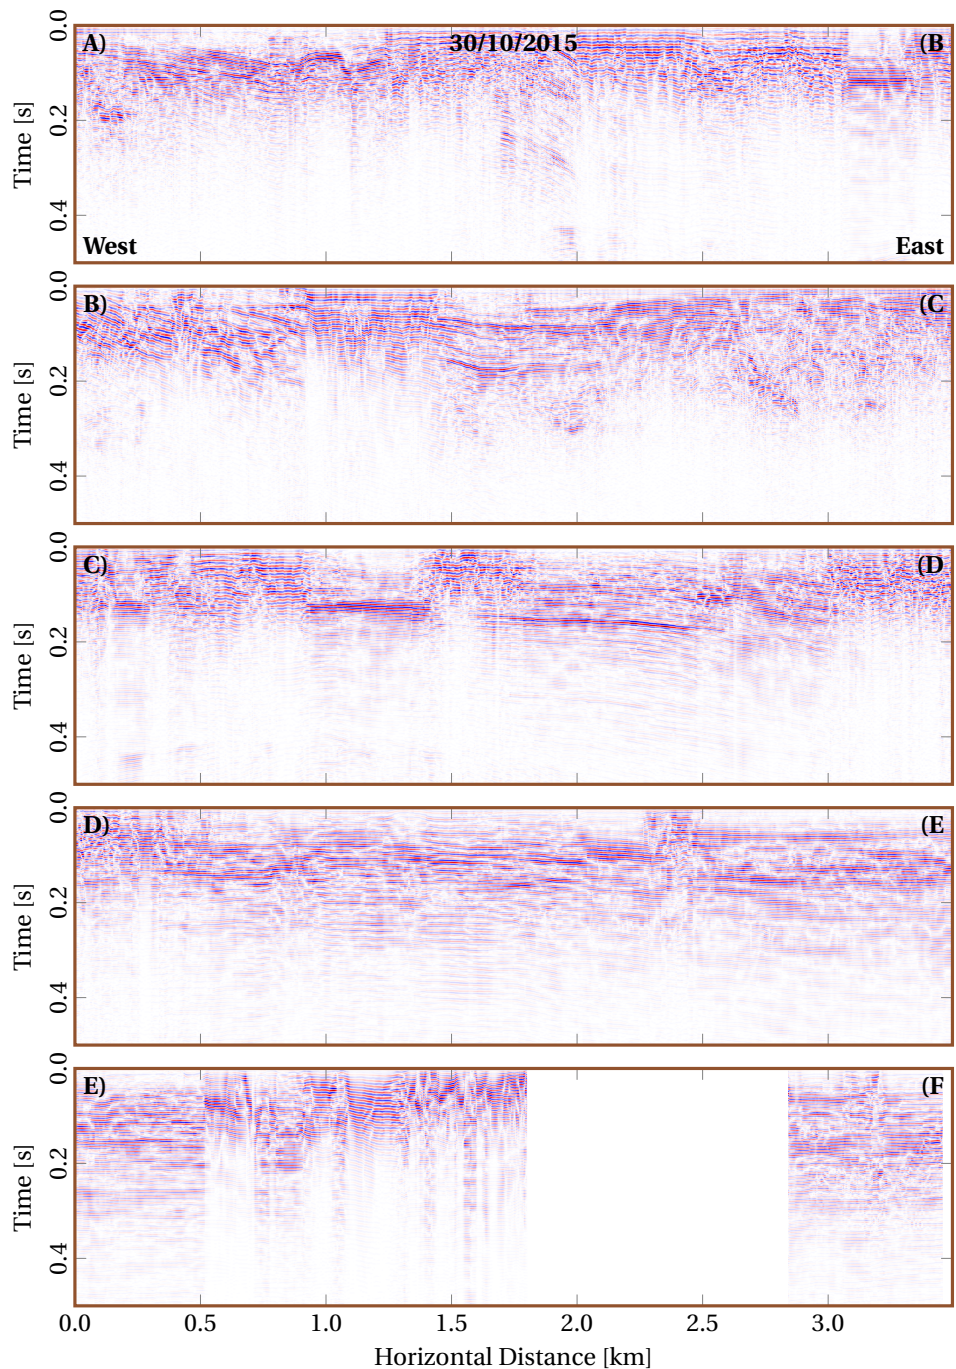 A) 30/10/2015 (B
0.0
0.2
0.4
Time [s]
West East
B) (C
0.0
0.2
0.4
Time [s]
C) (D
0.0
0.2
0.4
Time [s]
D) (E
0.0
0.2
0.4
Time [s]
E) (F
0.0
0.2
0.4
Time [s]
0.0 0.5 1.0 1.5 2.0 2.5 3.0
Horizontal Distance [km]